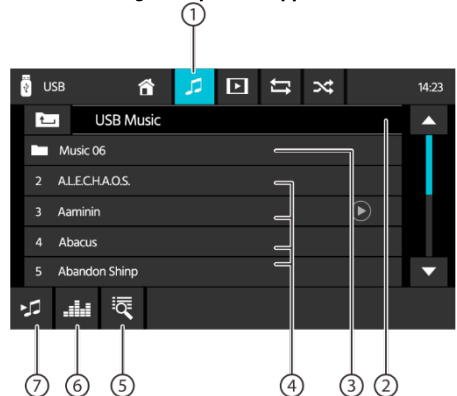 ①
USB 14:23
USB Music
Music 06
2 A.L.E.C.H.A.O.S.
3 Aaminin
4 Abacus
5 Abandon Shinp
⑦ ⑥ ⑤ ④ ③ ②